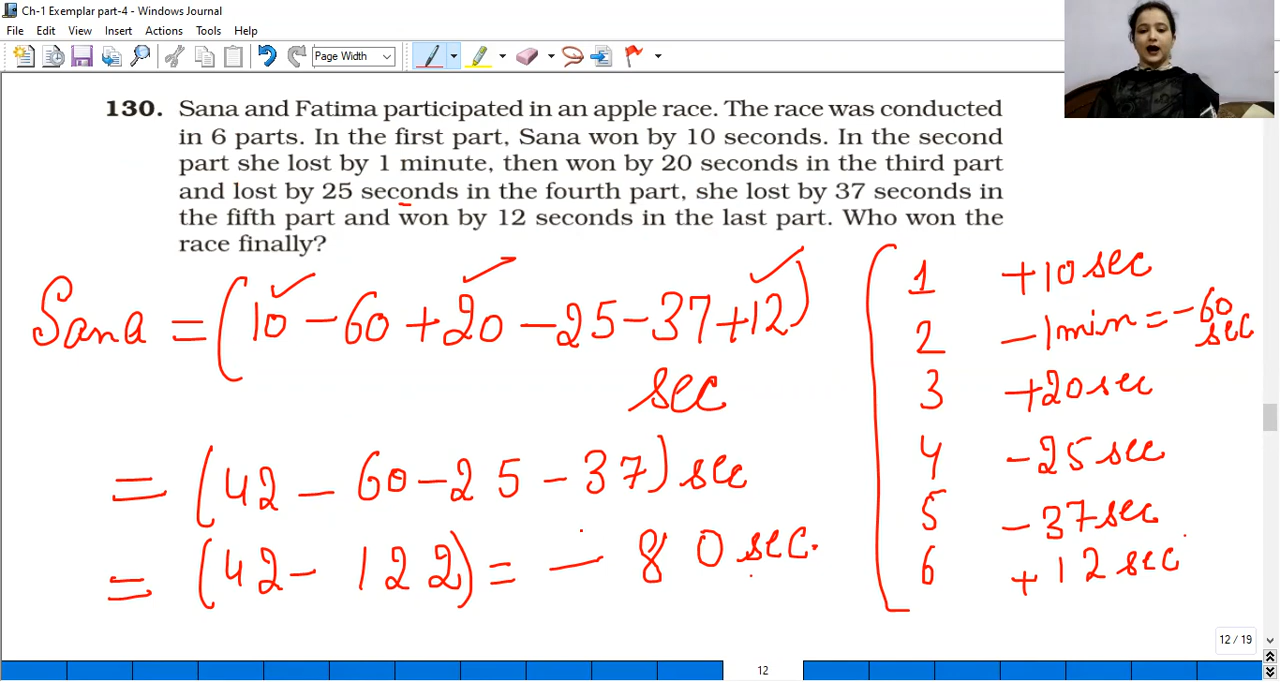 Ch-1 Exemplar part-4 - Windows Journal
File Edit View Insert Actions Tools Help
Page Width
130. Sana and Fatima participated in an apple race. The race was conducted
in 6 parts. In the first part, Sana won by 10 seconds. In the second
part she lost by 1 minute, then won by 20 seconds in the third part
and lost by 25 seconds in the fourth part, she lost by 37 seconds in
the fifth part and won by 12 seconds in the last part. Who won the
race finally?
Sana = (10 - 60 + 20 - 25 - 37 + 12)
sec
= (42 - 60 - 25 - 37) sec
= (42 - 122) = - 80 sec.
1 +10 sec
2 - 1 min = - 60 sec
3 +20 sec
4 - 25 sec
5 - 37 sec
6 + 12 sec
12 / 19
12